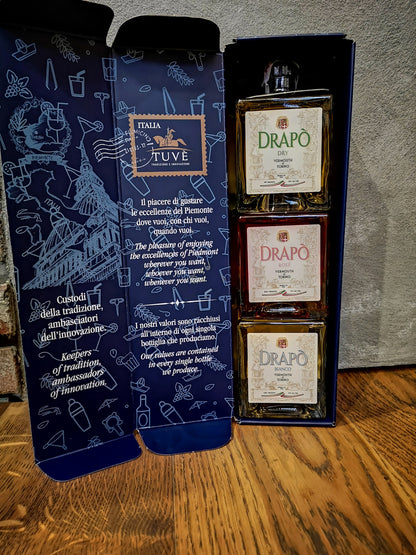 PIEMONTE
Custodi
della tradizione,
ambasciatori
dell'innovazione.
Keepers
of tradition,
ambassadors
of innovation.
ITALIA
TUVÈ
TRADIZIONE & INNOVAZIONE
Il piacere di gustare
le eccellenze del Piemonte
dove vuoi, con chi vuoi,
quando vuoi.
The pleasure of enjoying
the excellences of Piedmont
wherever you want,
whoever you want,
whenever you want.
I nostri valori sono racchiusi
all'interno di ogni singola
bottiglia che produciamo.
Our values are contained
in every single bottle
we produce.
DRAPÒ
DRY
VERMOUTH
DI
TORINO
DRAPÒ
ROSÉ
VERMOUTH
DI
TORINO
DRAPÒ
BIANCO
VERMOUTH
DI
TORINO